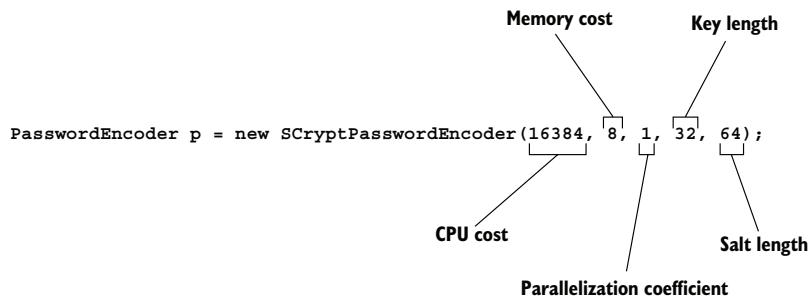 Memory cost
Key length
PasswordEncoder p = new SCryptPasswordEncoder(16384, 8, 1, 32, 64);
CPU cost
Salt length
Parallelization coefficient